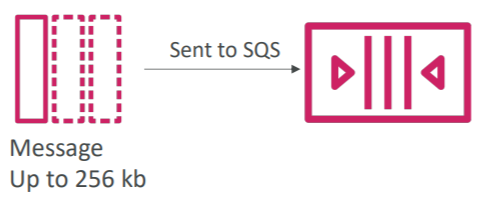 Sent to SQS
Message
Up to 256 kb